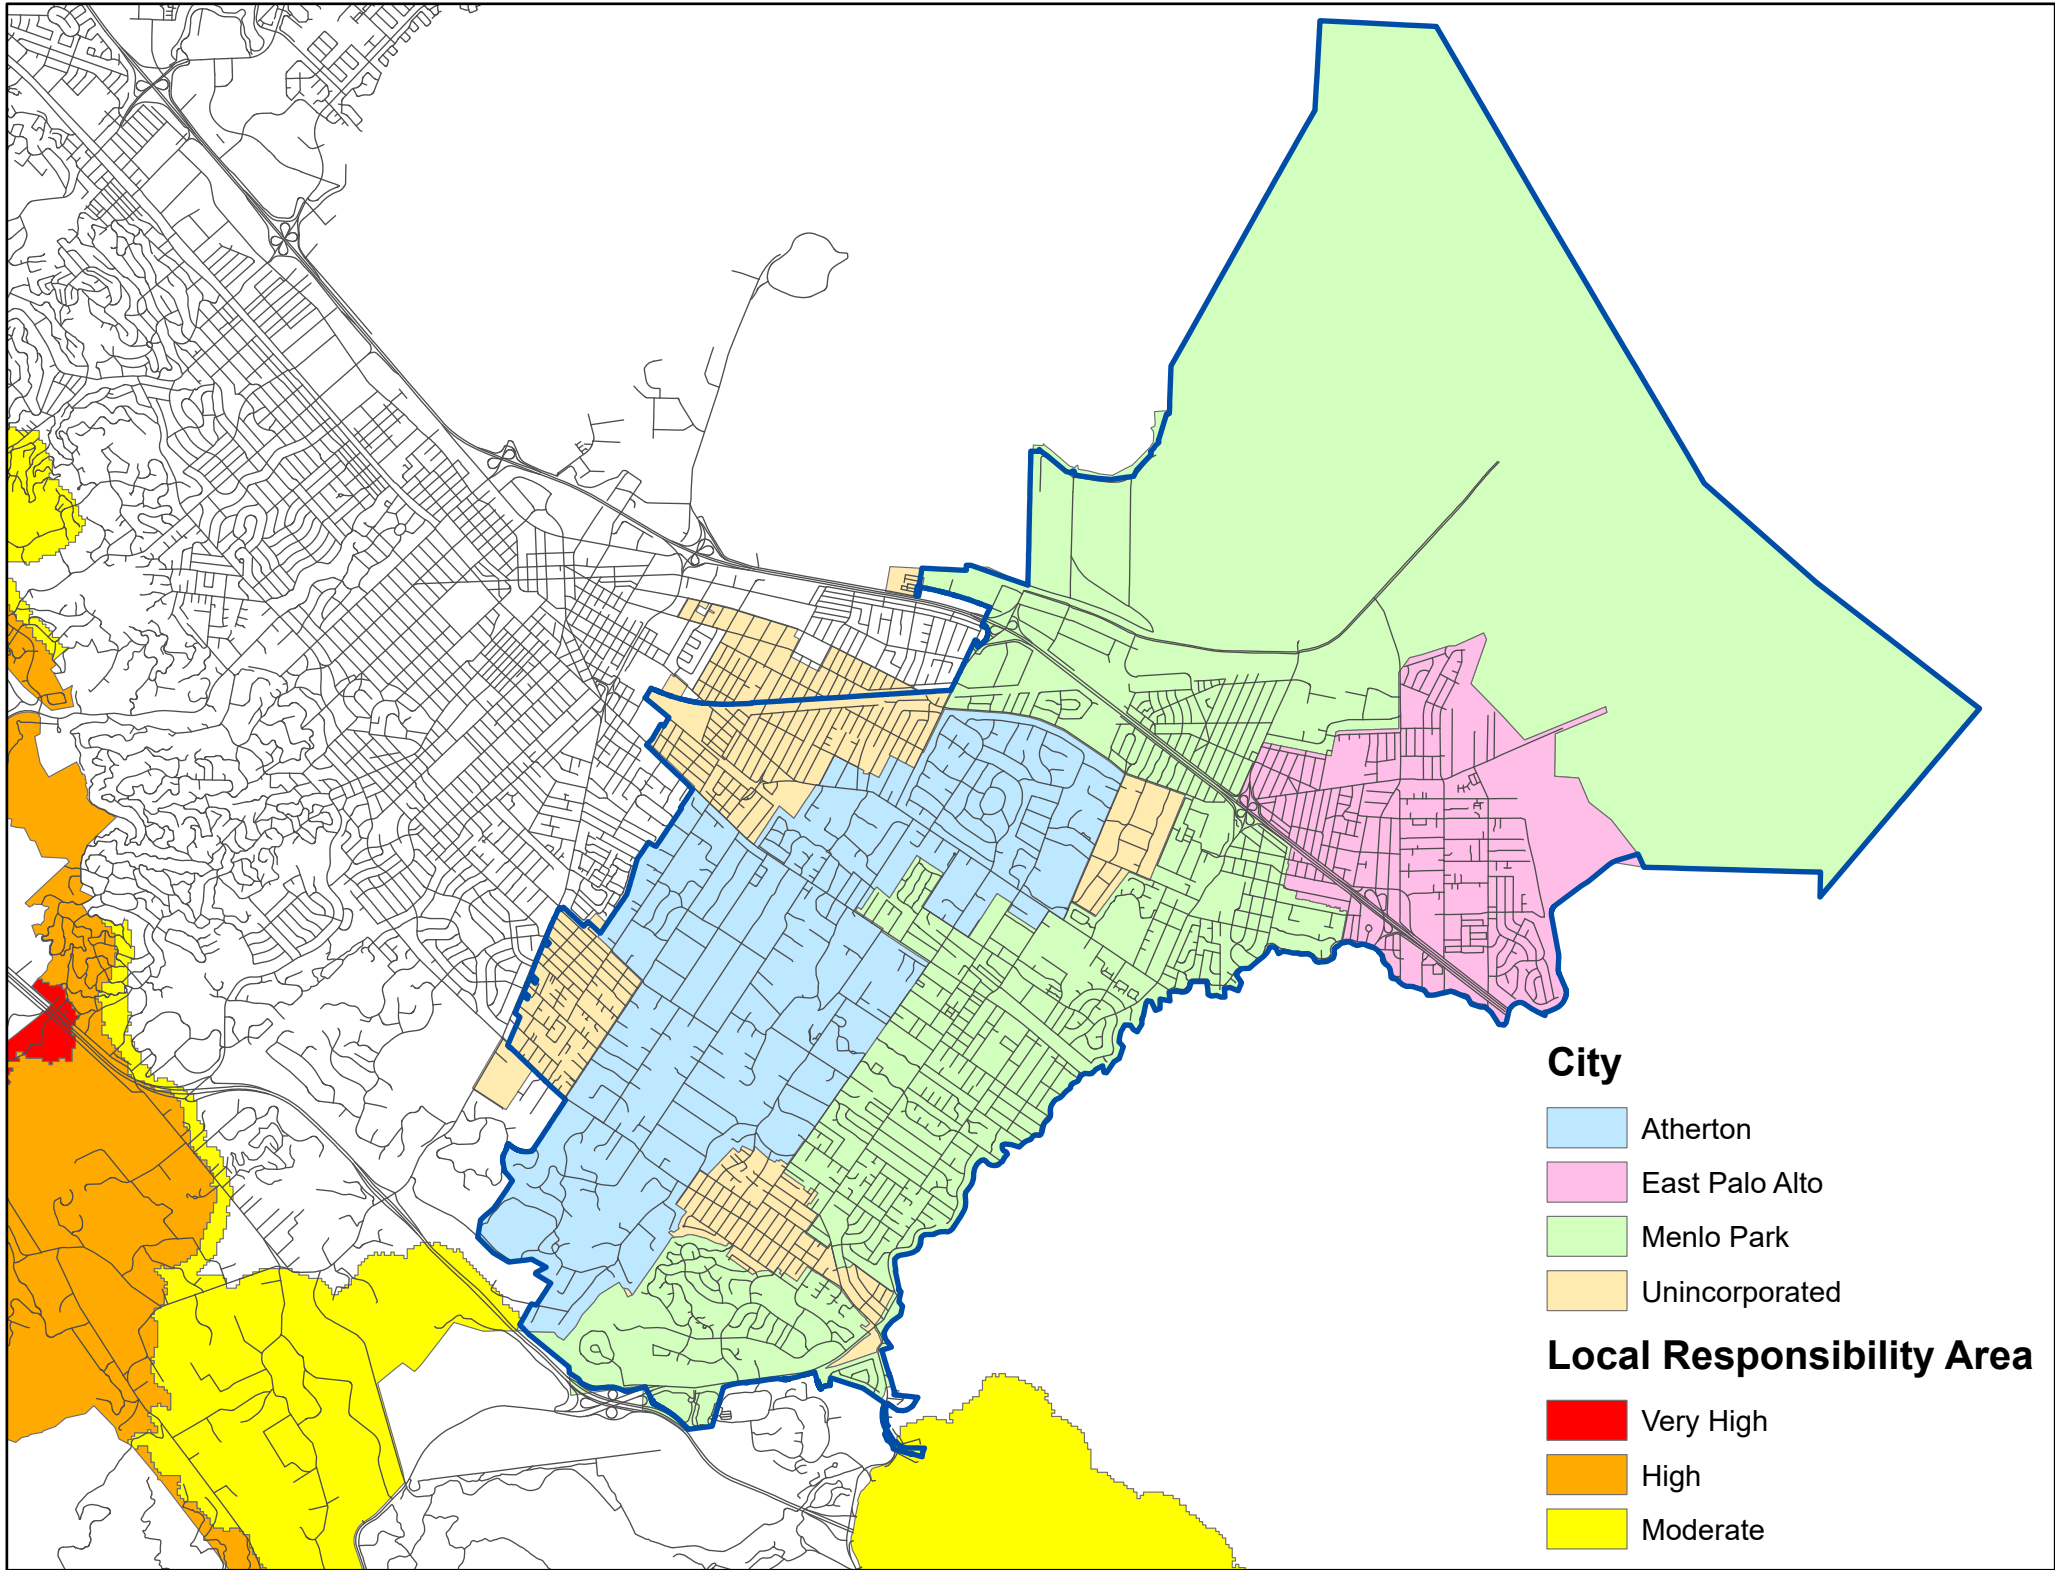 City
Atherton
East Palo Alto
Menlo Park
Unincorporated
Local Responsibility Area
Very High
High
Moderate